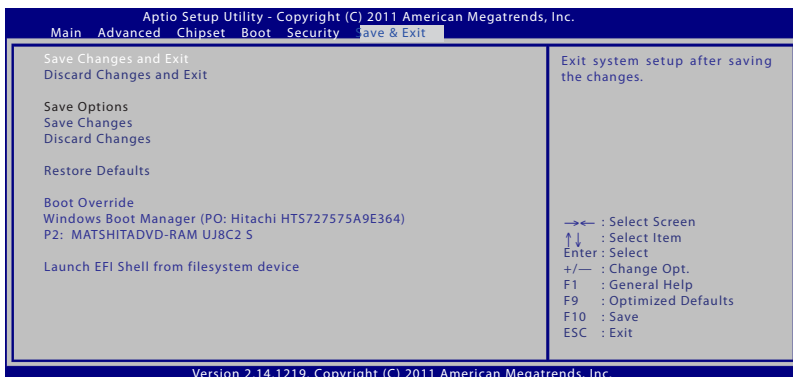 Aptio Setup Utility - Copyright (C) 2011 American Megatrends, Inc.
Main Advanced Chipset Boot Security Save & Exit
Save Changes and Exit
Discard Changes and Exit
Save Options
Save Changes
Discard Changes
Restore Defaults
Boot Override
Windows Boot Manager (PO: Hitachi HTS727575A9E364)
P2: MATSHITADVD-RAM UJ8C2 S
Launch EFI Shell from filesystem device
Exit system setup after saving
the changes.
→← : Select Screen
↑↓ : Select Item
Enter : Select
+/— : Change Opt.
F1 : General Help
F9 : Optimized Defaults
F10 : Save
ESC : Exit
Version 2.14.1219. Copyright (C) 2011 American Megatrends, Inc.